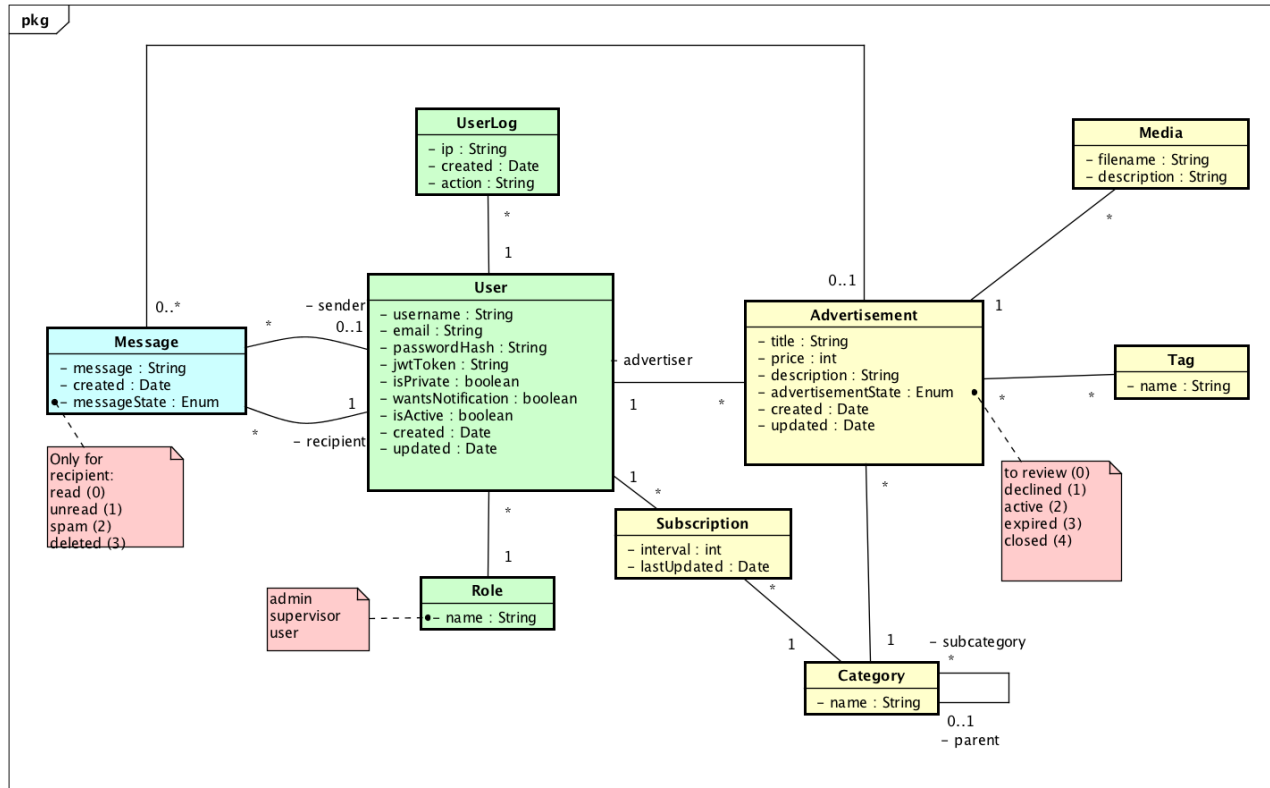 pkg
UserLog
– ip : String
– created : Date
– action : String
*
1
Media
– filename : String
– description : String
*
1
0..*
0..1
– sender
0..1
*
User
– username : String
– email : String
– passwordHash : String
– jwtToken : String
– isPrivate : boolean
– wantsNotification : boolean
– isActive : boolean
– created : Date
– updated : Date
Message
– message : String
– created : Date
– messageState : Enum
1
*
– recipient
– advertiser
1
*
Advertisement
– title : String
– price : int
– description : String
– advertisementState : Enum
– created : Date
– updated : Date
Tag
– name : String
*
*
Only for
recipient:
read (0)
unread (1)
spam (2)
deleted (3)
to review (0)
declined (1)
active (2)
expired (3)
closed (4)
1
*
*
*
1
Subscription
– interval : int
– lastUpdated : Date
*
1
admin
supervisor
user
Role
– name : String
1
– subcategory
*
Category
– name : String
0..1
– parent